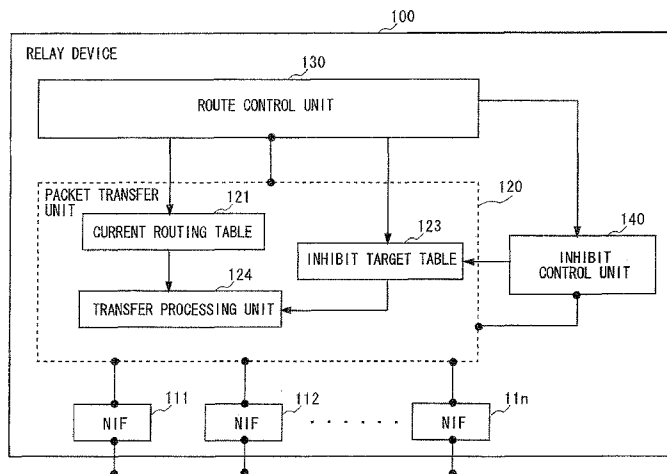 100
RELAY DEVICE
130
ROUTE CONTROL UNIT
PACKET TRANSFER
UNIT
121
CURRENT ROUTING TABLE
123
INHIBIT TARGET TABLE
120
140
INHIBIT
CONTROL UNIT
124
TRANSFER PROCESSING UNIT
111
NIF
112
NIF
· · · · · ·
11n
NIF